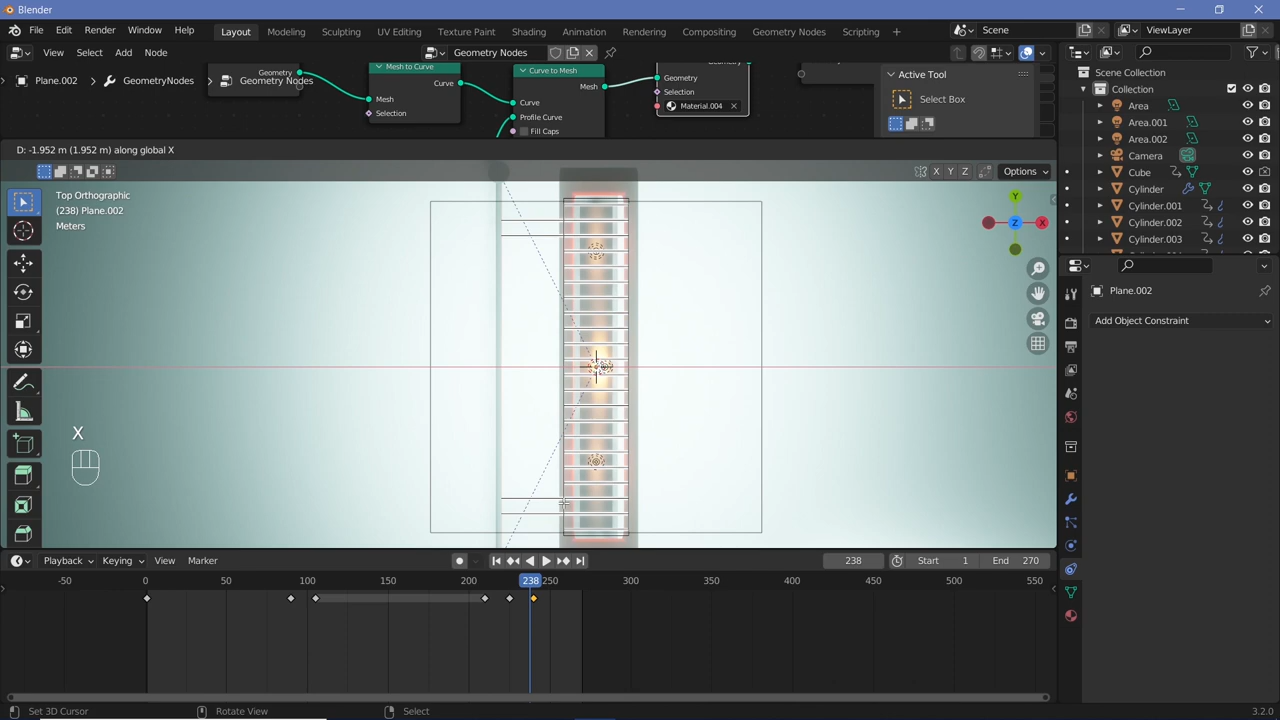 Blender
File Edit Render Window Help Layout Modeling Sculpting UV Editing Texture Paint Shading Animation Rendering Compositing Geometry Nodes Scripting Scene ViewLayer
View Select Add Node Geometry Nodes
Plane.002 GeometryNodes Geometry Nodes
Geometry
Mesh to Curve
Curve
Mesh
Selection
Curve to Mesh
Mesh
Curve
Profile Curve
Fill Caps
Geometry
Selection
Material.004
Active Tool
Select Box
Scene Collection
Collection
Area
Area.001
Area.002
Camera
Cube
Cylinder
Cylinder.001
Cylinder.002
Cylinder.003
D: -1.952 m (1.952 m) along global X
X Y Z Options
Top Orthographic
(238) Plane.002
Meters
Y
Z X
X
Plane.002
Add Object Constraint
Playback Keying View Marker 238 Start 1 End 270
-50 0 50 100 150 200 238 250 300 350 400 450 500 550
Set 3D Cursor Rotate View Select 3.2.0